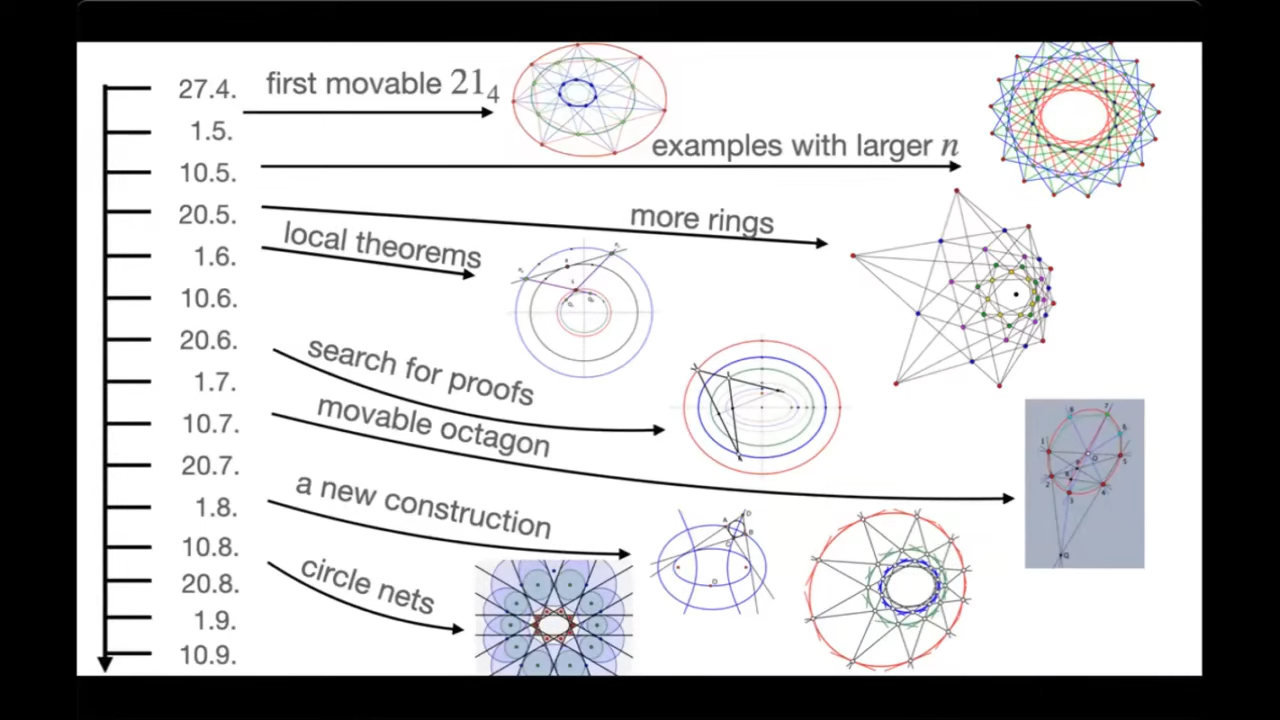 27.4.
first movable 21₄
1.5.
examples with larger n
10.5.
20.5.
more rings
local theorems
1.6.
10.6.
20.6.
search for proofs
1.7.
movable octagon
10.7.
20.7.
a new construction
1.8.
10.8.
circle nets
20.8.
1.9.
10.9.